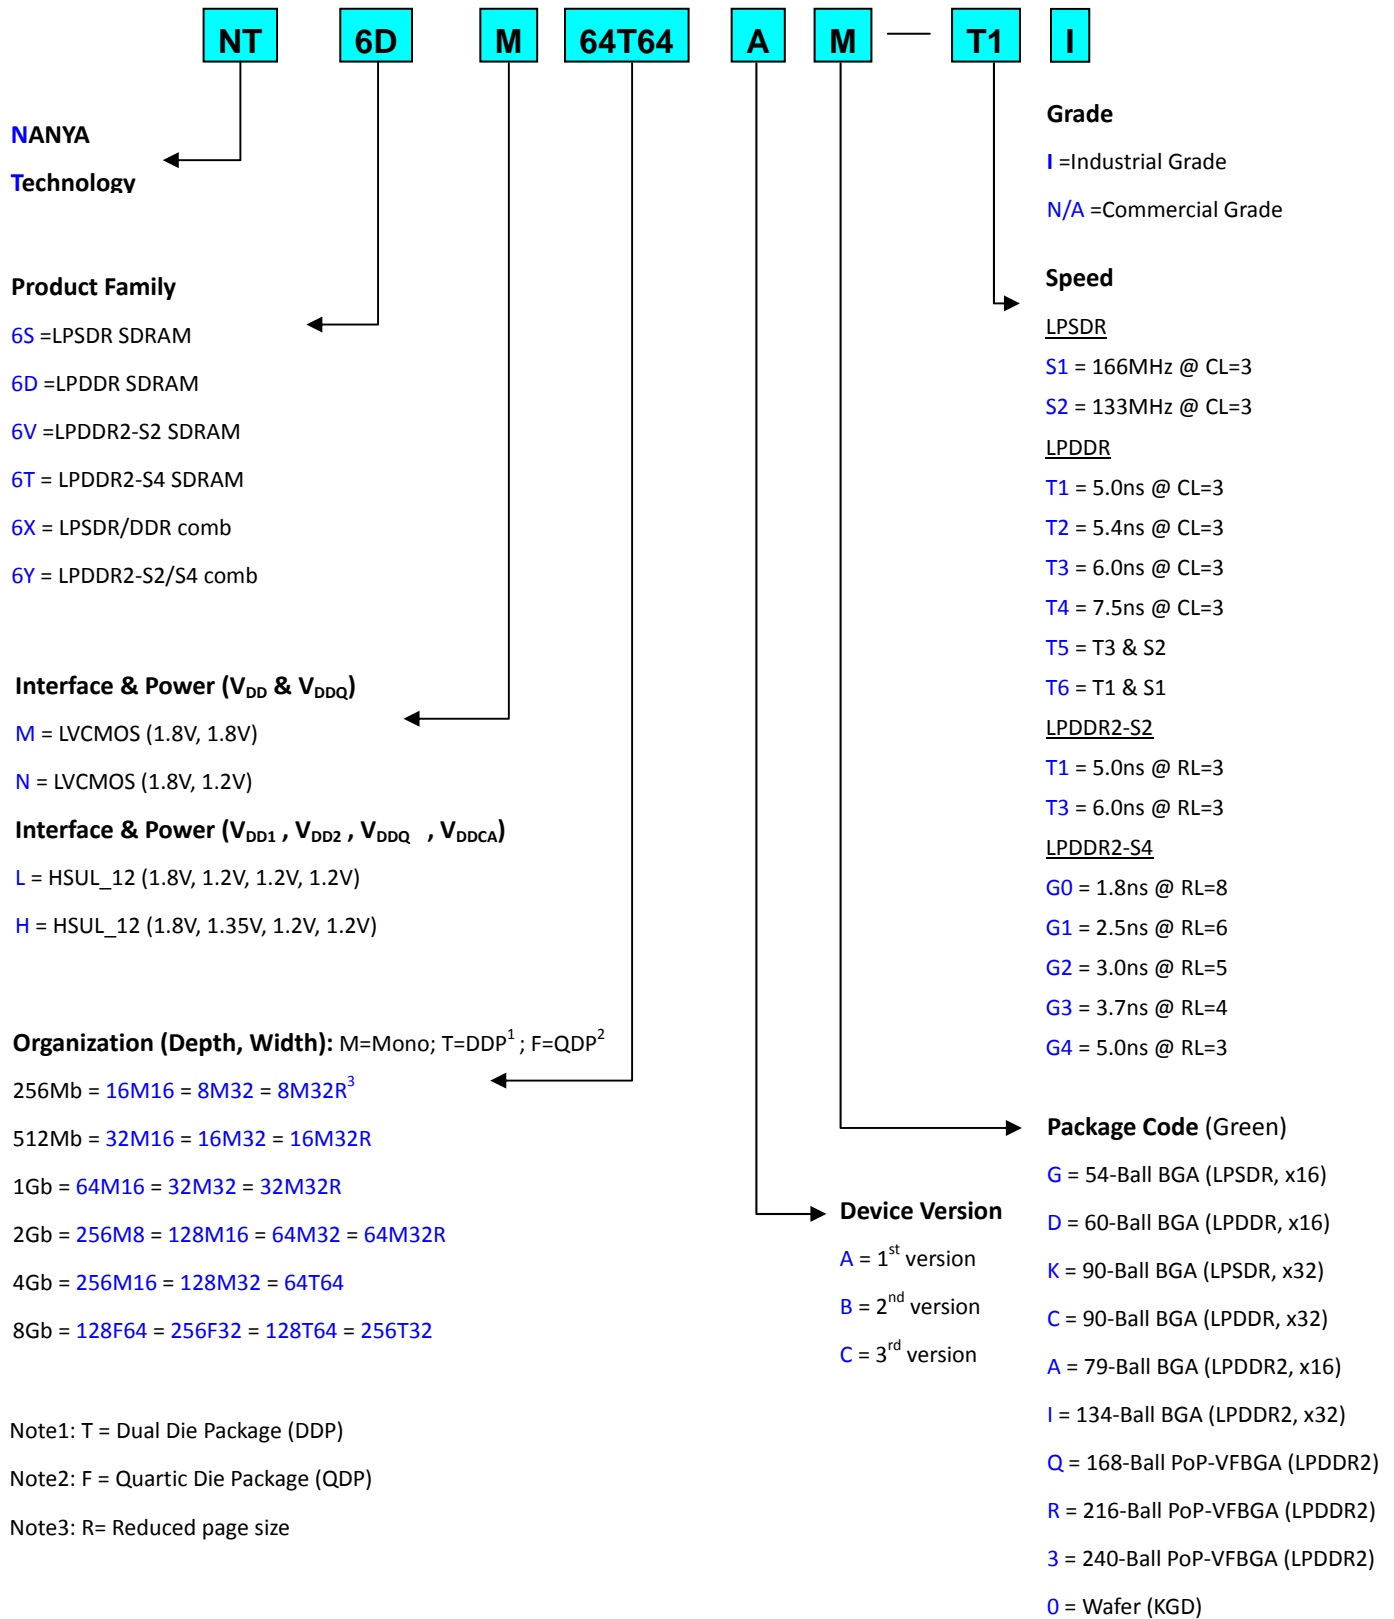 NT 6D M 64T64 A M — T1 I
NANYA
Technology
Product Family
6S =LPSDR SDRAM
6D =LPDDR SDRAM
6V =LPDDR2-S2 SDRAM
6T = LPDDR2-S4 SDRAM
6X = LPSDR/DDR comb
6Y = LPDDR2-S2/S4 comb
Interface & Power (VDD & VDDQ)
M = LVCMOS (1.8V, 1.8V)
N = LVCMOS (1.8V, 1.2V)
Interface & Power (VDD1 , VDD2 , VDDQ , VDDCA)
L = HSUL_12 (1.8V, 1.2V, 1.2V, 1.2V)
H = HSUL_12 (1.8V, 1.35V, 1.2V, 1.2V)
Organization (Depth, Width): M=Mono; T=DDP1 ; F=QDP2
256Mb = 16M16 = 8M32 = 8M32R3
512Mb = 32M16 = 16M32 = 16M32R
1Gb = 64M16 = 32M32 = 32M32R
2Gb = 256M8 = 128M16 = 64M32 = 64M32R
4Gb = 256M16 = 128M32 = 64T64
8Gb = 128F64 = 256F32 = 128T64 = 256T32
Note1: T = Dual Die Package (DDP)
Note2: F = Quartic Die Package (QDP)
Note3: R= Reduced page size
Device Version
A = 1st version
B = 2nd version
C = 3rd version
Grade
I =Industrial Grade
N/A =Commercial Grade
Speed
LPSDR
S1 = 166MHz @ CL=3
S2 = 133MHz @ CL=3
LPDDR
T1 = 5.0ns @ CL=3
T2 = 5.4ns @ CL=3
T3 = 6.0ns @ CL=3
T4 = 7.5ns @ CL=3
T5 = T3 & S2
T6 = T1 & S1
LPDDR2-S2
T1 = 5.0ns @ RL=3
T3 = 6.0ns @ RL=3
LPDDR2-S4
G0 = 1.8ns @ RL=8
G1 = 2.5ns @ RL=6
G2 = 3.0ns @ RL=5
G3 = 3.7ns @ RL=4
G4 = 5.0ns @ RL=3
Package Code (Green)
G = 54-Ball BGA (LPSDR, x16)
D = 60-Ball BGA (LPDDR, x16)
K = 90-Ball BGA (LPSDR, x32)
C = 90-Ball BGA (LPDDR, x32)
A = 79-Ball BGA (LPDDR2, x16)
I = 134-Ball BGA (LPDDR2, x32)
Q = 168-Ball PoP-VFBGA (LPDDR2)
R = 216-Ball PoP-VFBGA (LPDDR2)
3 = 240-Ball PoP-VFBGA (LPDDR2)
0 = Wafer (KGD)